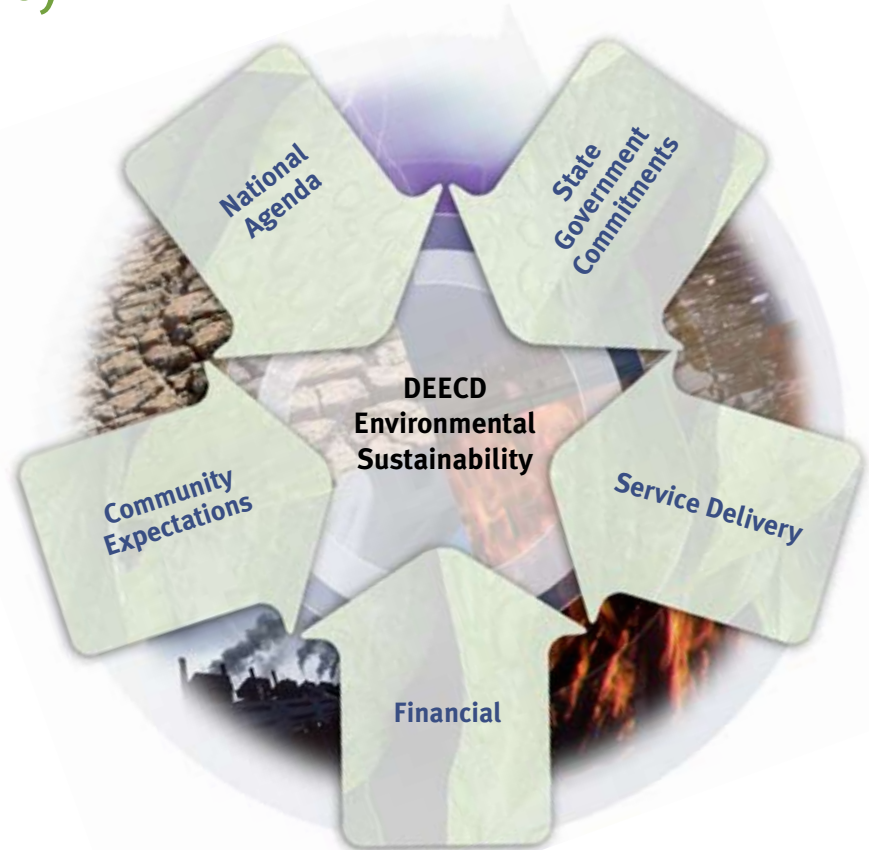 National
Agenda
State
Government
Commitments
DEECD
Environmental
Sustainability
Community
Expectations
Service Delivery
Financial